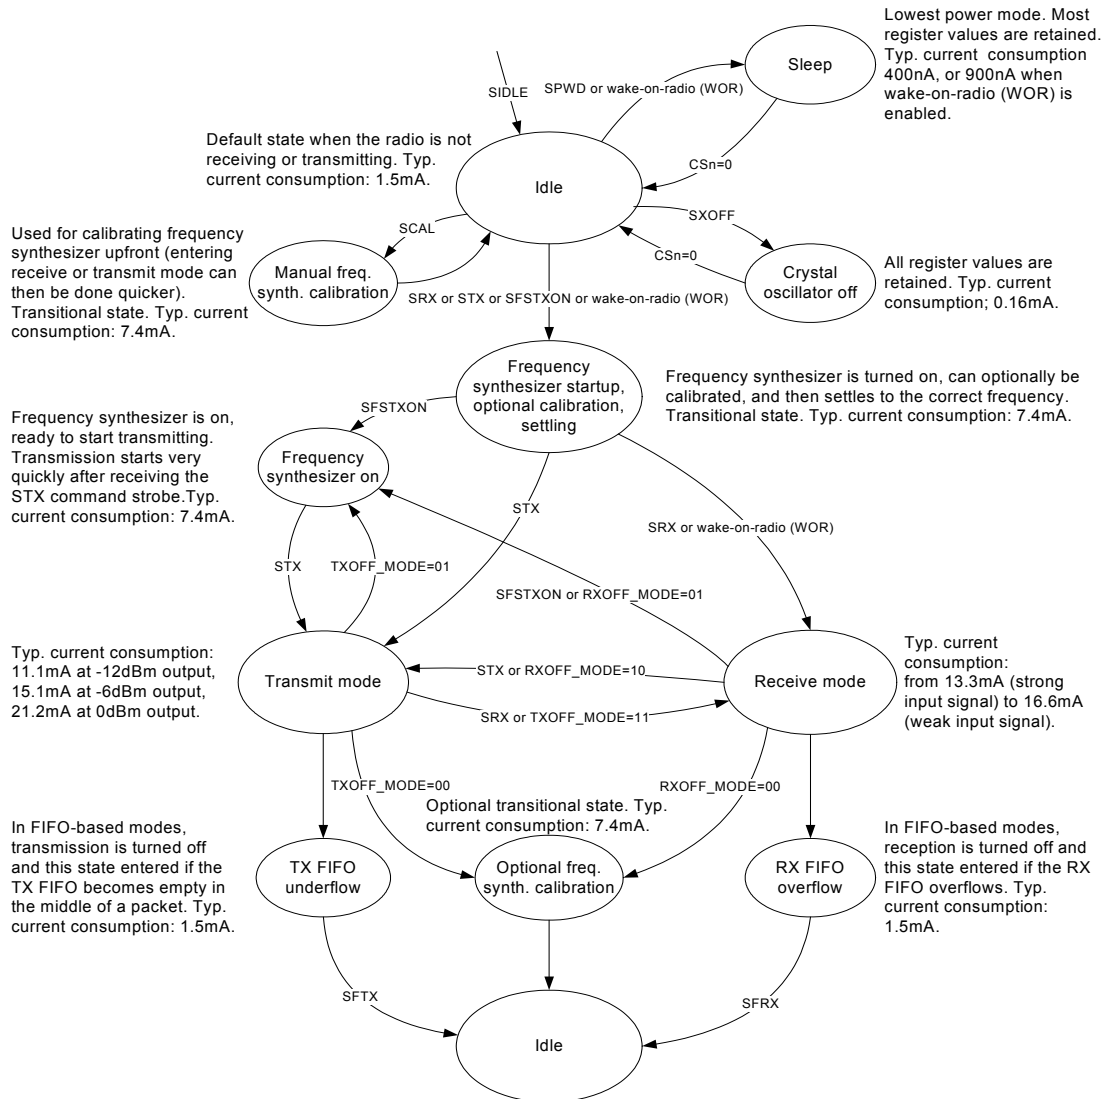 Lowest power mode. Most
register values are retained.
Typ. current consumption
400nA, or 900nA when
wake-on-radio (WOR) is
enabled.
Sleep
SPWD or wake-on-radio (WOR)
SIDLE
CSn=0
Default state when the radio is not
receiving or transmitting. Typ.
current consumption: 1.5mA.
Idle
SXOFF
SCAL
CSn=0
Used for calibrating frequency
synthesizer upfront (entering
receive or transmit mode can
then be done quicker).
Transitional state. Typ. current
consumption: 7.4mA.
Manual freq.
synth. calibration
Crystal
oscillator off
All register values are
retained. Typ. current
consumption; 0.16mA.
SRX or STX or SFSTXON or wake-on-radio (WOR)
Frequency
synthesizer startup,
optional calibration,
settling
Frequency synthesizer is turned on, can optionally be
calibrated, and then settles to the correct frequency.
Transitional state. Typ. current consumption: 7.4mA.
SFSTXON
Frequency synthesizer is on,
ready to start transmitting.
Transmission starts very
quickly after receiving the
STX command strobe.Typ.
current consumption: 7.4mA.
Frequency
synthesizer on
STX
SRX or wake-on-radio (WOR)
STX
TXOFF_MODE=01
SFSTXON or RXOFF_MODE=01
Typ. current consumption:
11.1mA at -12dBm output,
15.1mA at -6dBm output,
21.2mA at 0dBm output.
Transmit mode
STX or RXOFF_MODE=10
SRX or TXOFF_MODE=11
Receive mode
Typ. current
consumption:
from 13.3mA (strong
input signal) to 16.6mA
(weak input signal).
TXOFF_MODE=00
RXOFF_MODE=00
Optional transitional state. Typ.
current consumption: 7.4mA.
In FIFO-based modes,
transmission is turned off
and this state entered if the
TX FIFO becomes empty in
the middle of a packet. Typ.
current consumption: 1.5mA.
TX FIFO
underflow
Optional freq.
synth. calibration
RX FIFO
overflow
In FIFO-based modes,
reception is turned off and
this state entered if the RX
FIFO overflows. Typ.
current consumption:
1.5mA.
SFTX
SFRX
Idle